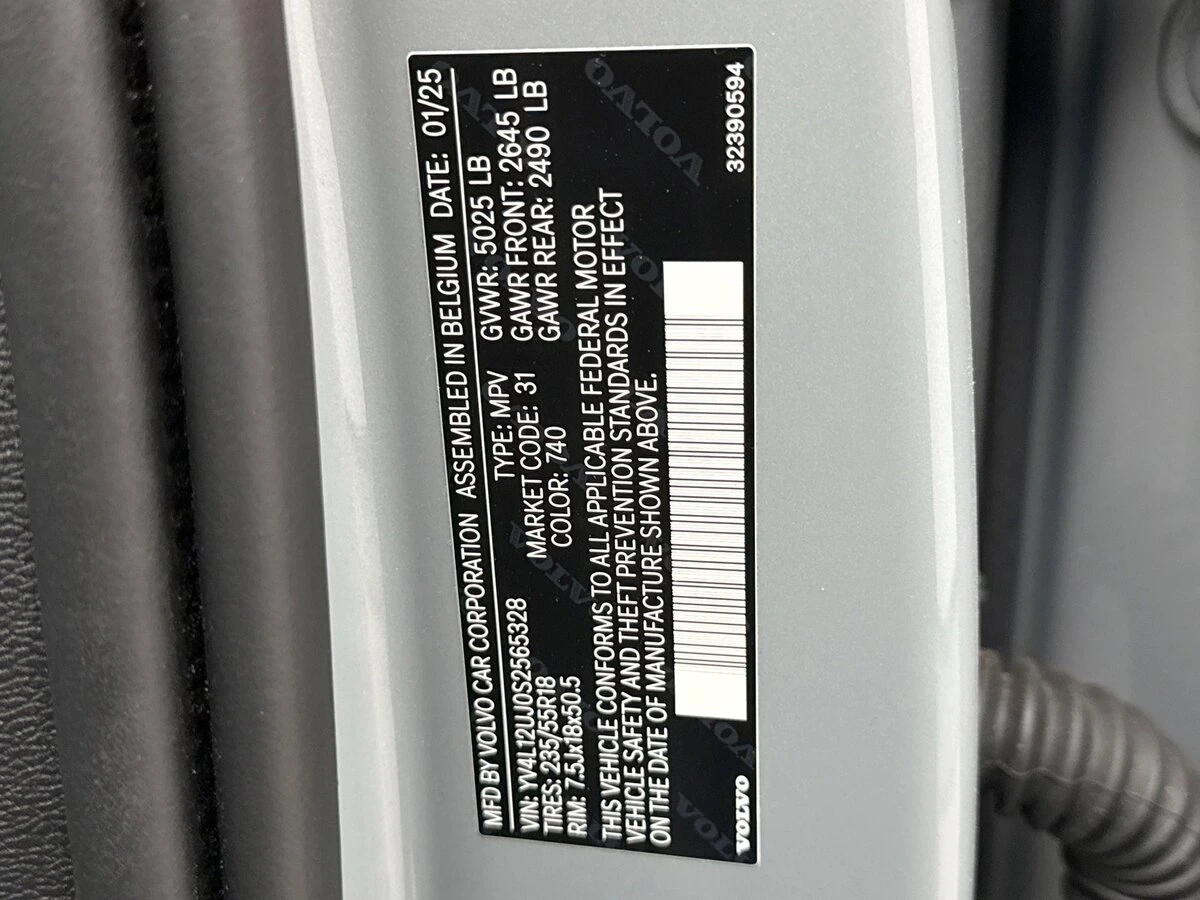 MFD BY VOLVO CAR CORPORATION ASSEMBLED IN BELGIUM DATE: 01/25
VIN: YV4L12UJ0S2565328 TYPE: MPV GVWR: 5025 LB
TIRES: 235/55R18 MARKET CODE: 31 GAWR FRONT: 2645 LB
RIM: 7.5Jx18x50.5 COLOR: 740 GAWR REAR: 2490 LB
THIS VEHICLE CONFORMS TO ALL APPLICABLE FEDERAL MOTOR
VEHICLE SAFETY AND THEFT PREVENTION STANDARDS IN EFFECT
ON THE DATE OF MANUFACTURE SHOWN ABOVE.
VOLVO 32390594